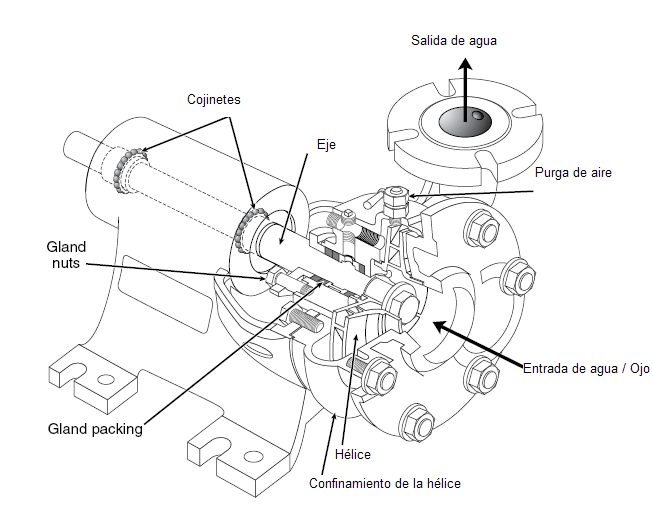 Salida de agua
Cojinetes
Eje
Purga de aire
Gland
nuts
Entrada de agua / Ojo
Gland packing
Hélice
Confinamiento de la hélice